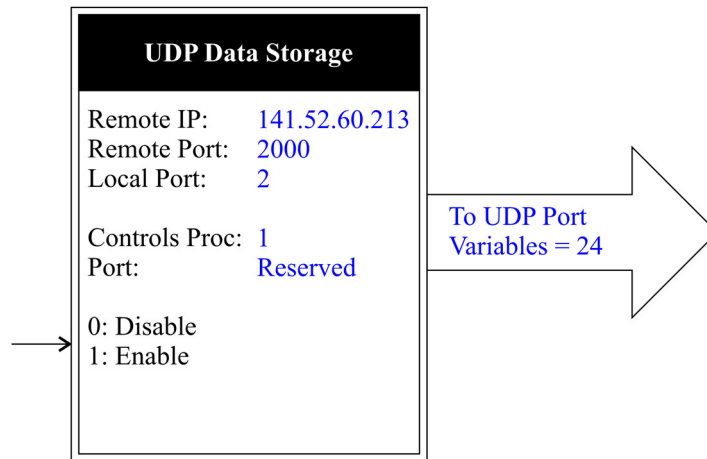 UDP Data Storage
Remote IP: 141.52.60.213
Remote Port: 2000
Local Port: 2
Controls Proc: 1
Port: Reserved
0: Disable
1: Enable
To UDP Port
Variables = 24